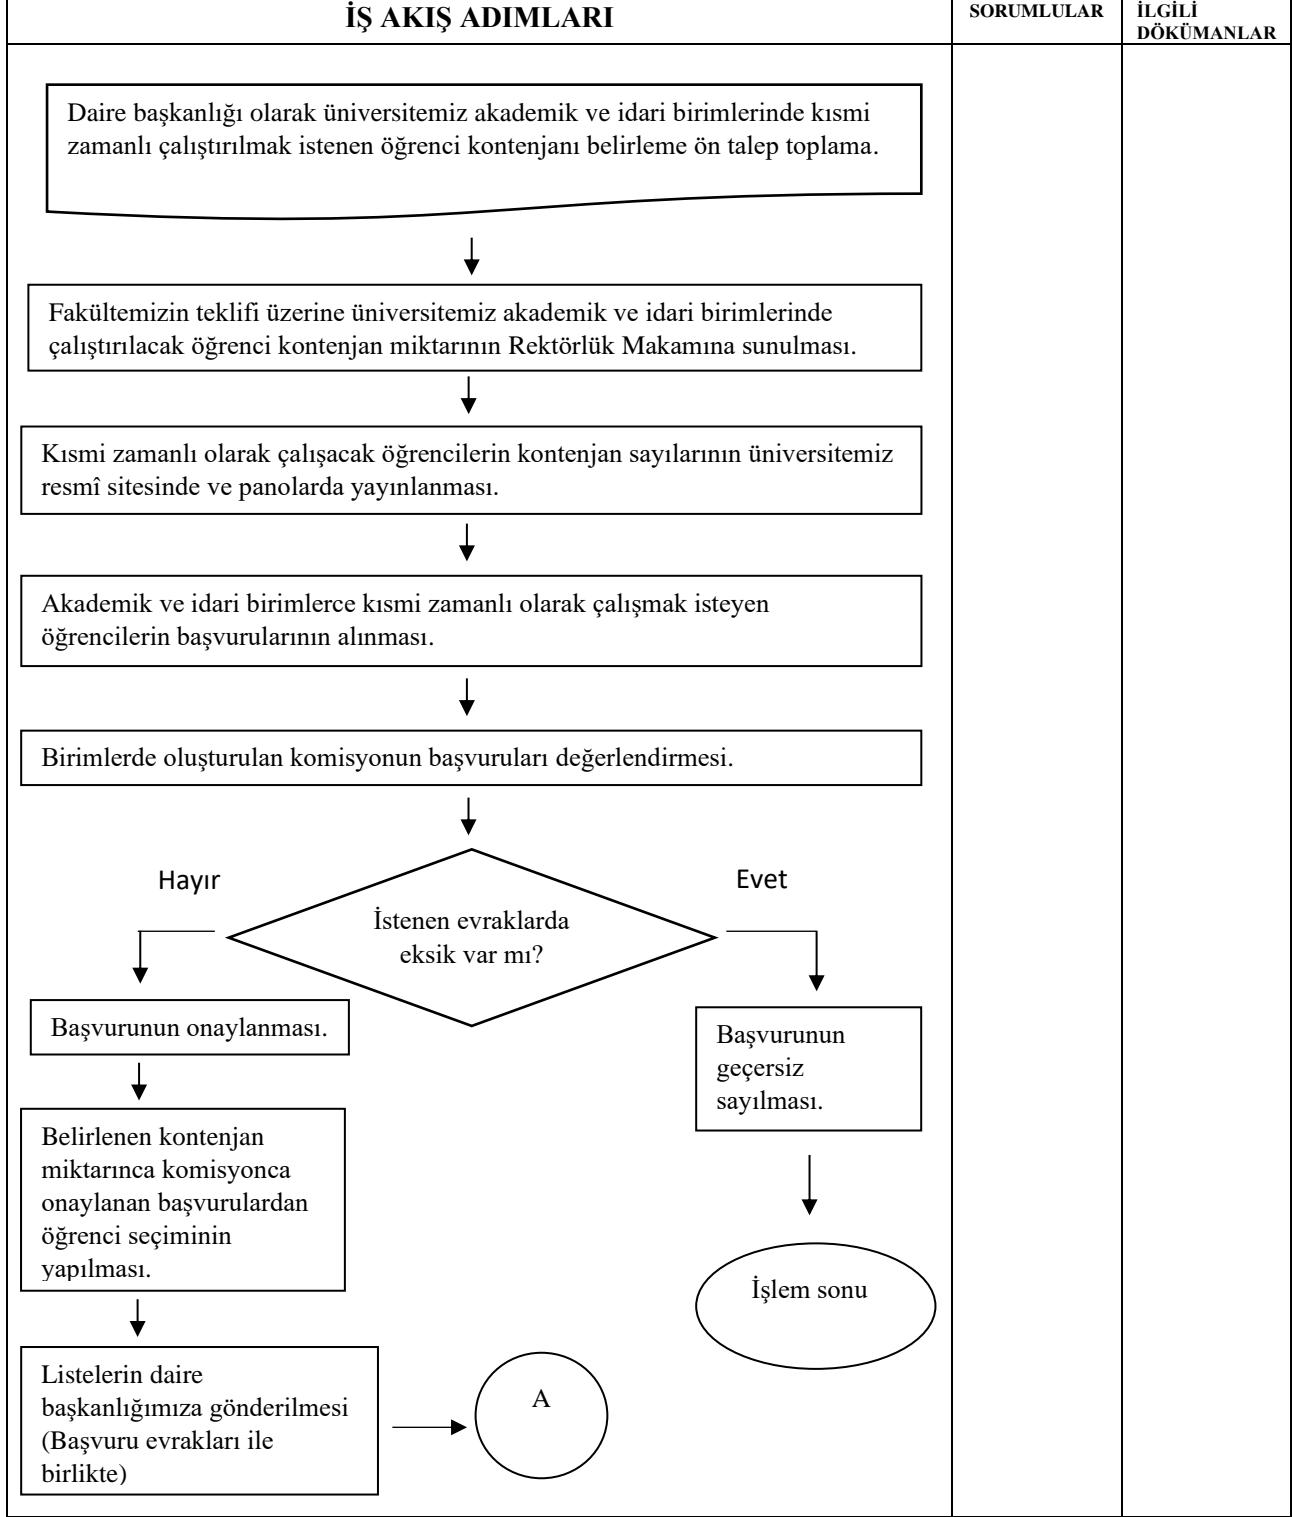 İŞ AKIŞ ADIMLARI
SORUMLULAR
İLGİLİ
DÖKÜMANLAR
Daire başkanlığı olarak üniversitemiz akademik ve idari birimlerinde kısmi
zamanlı çalıştırılmak istenen öğrenci kontenjanı belirleme ön talep toplama.
Fakültemizin teklifi üzerine üniversitemiz akademik ve idari birimlerinde
çalıştırılacak öğrenci kontenjan miktarının Rektörlük Makamına sunulması.
Kısmi zamanlı olarak çalışacak öğrencilerin kontenjan sayılarının üniversitemiz
resmî sitesinde ve panolarda yayınlanması.
Akademik ve idari birimlerce kısmi zamanlı olarak çalışmak isteyen
öğrencilerin başvurularının alınması.
Birimlerde oluşturulan komisyonun başvuruları değerlendirmesi.
Hayır
Evet
İstenen evraklarda
eksik var mı?
Başvurunun onaylanması.
Başvurunun
geçersiz
sayılması.
Belirlenen kontenjan
miktarınca komisyonca
onaylanan başvurulardan
öğrenci seçiminin
yapılması.
İşlem sonu
Listelerin daire
başkanlığımıza gönderilmesi
(Başvuru evrakları ile
birlikte)
A